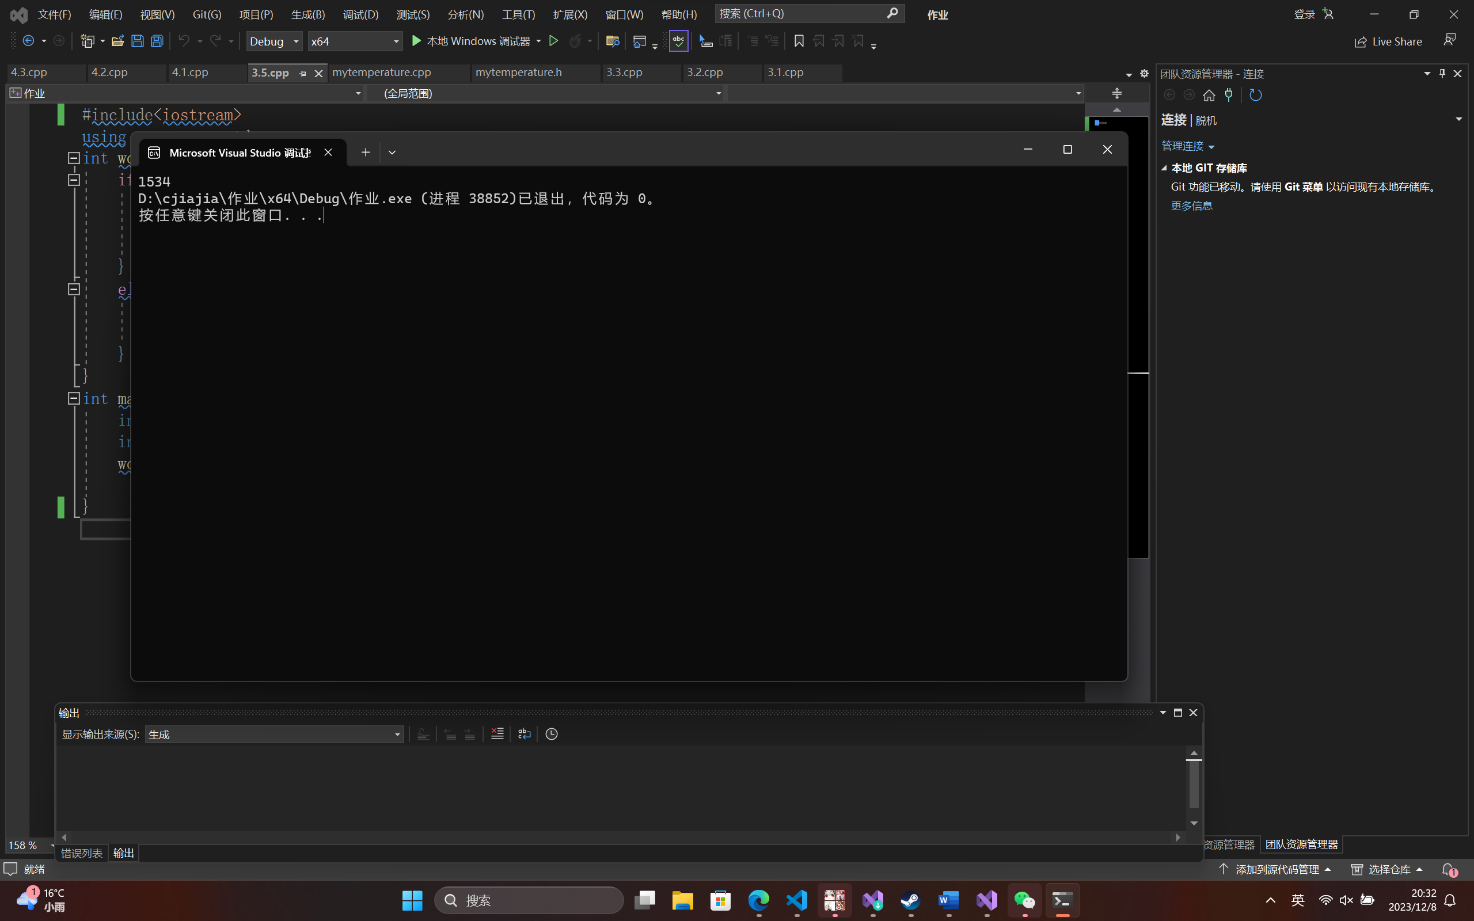 文件(F) 编辑(E) 视图(V) Git(G) 项目(P) 生成(B) 调试(D) 测试(S) 分析(N) 工具(T) 扩展(X) 窗口(W) 帮助(H) 搜索 (Ctrl+Q) 作业 登录
Debug x64 本地 Windows 调试器 Live Share
4.3.cpp 4.2.cpp 4.1.cpp 3.5.cpp mytemperature.cpp mytemperature.h 3.3.cpp 3.2.cpp 3.1.cpp
作业 (全局范围)
#include<iostream>
using
int wo
if
}
el
}
}
int ma
in
in
wo
}
Microsoft Visual Studio 调试
1534
D:\cjiajia\作业\x64\Debug\作业.exe (进程 38852)已退出，代码为 0。
按任意键关闭此窗口. . .
团队资源管理器 - 连接
连接 | 脱机
管理连接
本地 GIT 存储库
Git 功能已移动。请使用 Git 菜单 以访问现有本地存储库。
更多信息
输出
显示输出来源(S): 生成
158 %
错误列表 输出
资源管理器 团队资源管理器
就绪 添加到源代码管理 选择仓库 1
1 16°C
小雨
搜索
英
20:32
2023/12/8